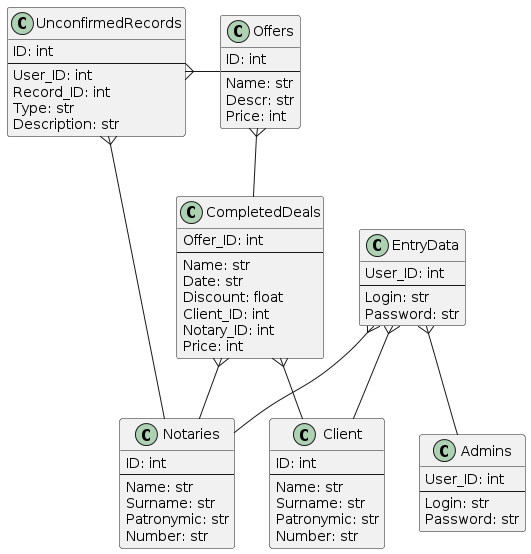 C UnconfirmedRecords
ID: int
User_ID: int
Record_ID: int
Type: str
Description: str
C Offers
ID: int
Name: str
Descr: str
Price: int
C CompletedDeals
Offer_ID: int
Name: str
Date: str
Discount: float
Client_ID: int
Notary_ID: int
Price: int
C EntryData
User_ID: int
Login: str
Password: str
C Notaries
ID: int
Name: str
Surname: str
Patronymic: str
Number: str
C Client
ID: int
Name: str
Surname: str
Patronymic: str
Number: str
C Admins
User_ID: int
Login: str
Password: str